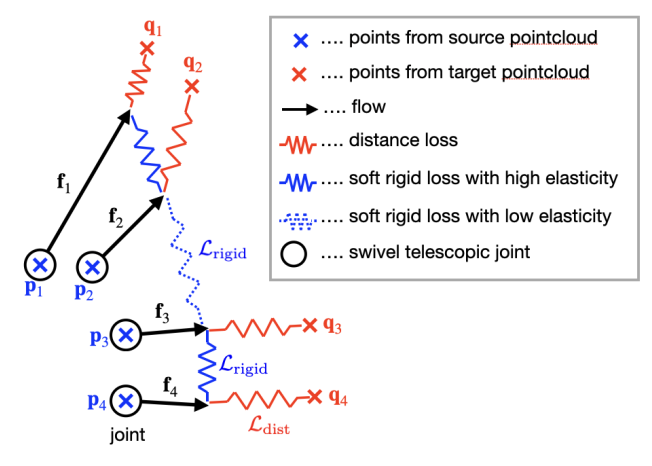 q₁
q₂
f₁
f₂
p₁
p₂
ℒrigid
f₃
p₃
q₃
ℒrigid
f₄
p₄
q₄
ℒdist
joint
.... points from source pointcloud
.... points from target pointcloud
.... flow
.... distance loss
.... soft rigid loss with high elasticity
.... soft rigid loss with low elasticity
.... swivel telescopic joint